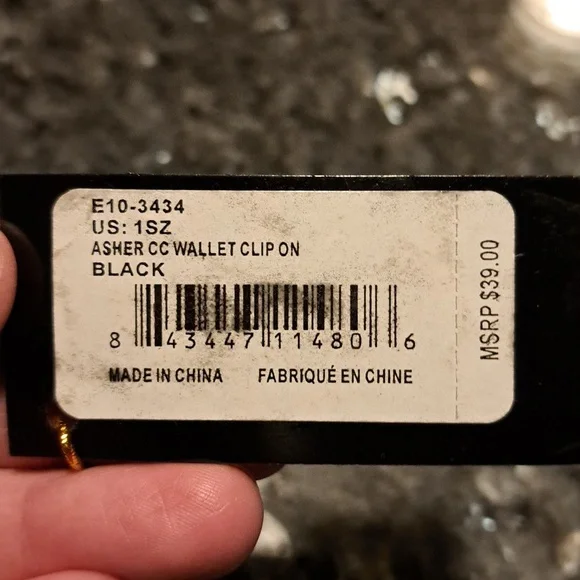 E10-3434
US: 1SZ
ASHER CC WALLET CLIP ON
BLACK
8 43447 11480 6
MADE IN CHINA FABRIQUÉ EN CHINE
MSRP $39.00